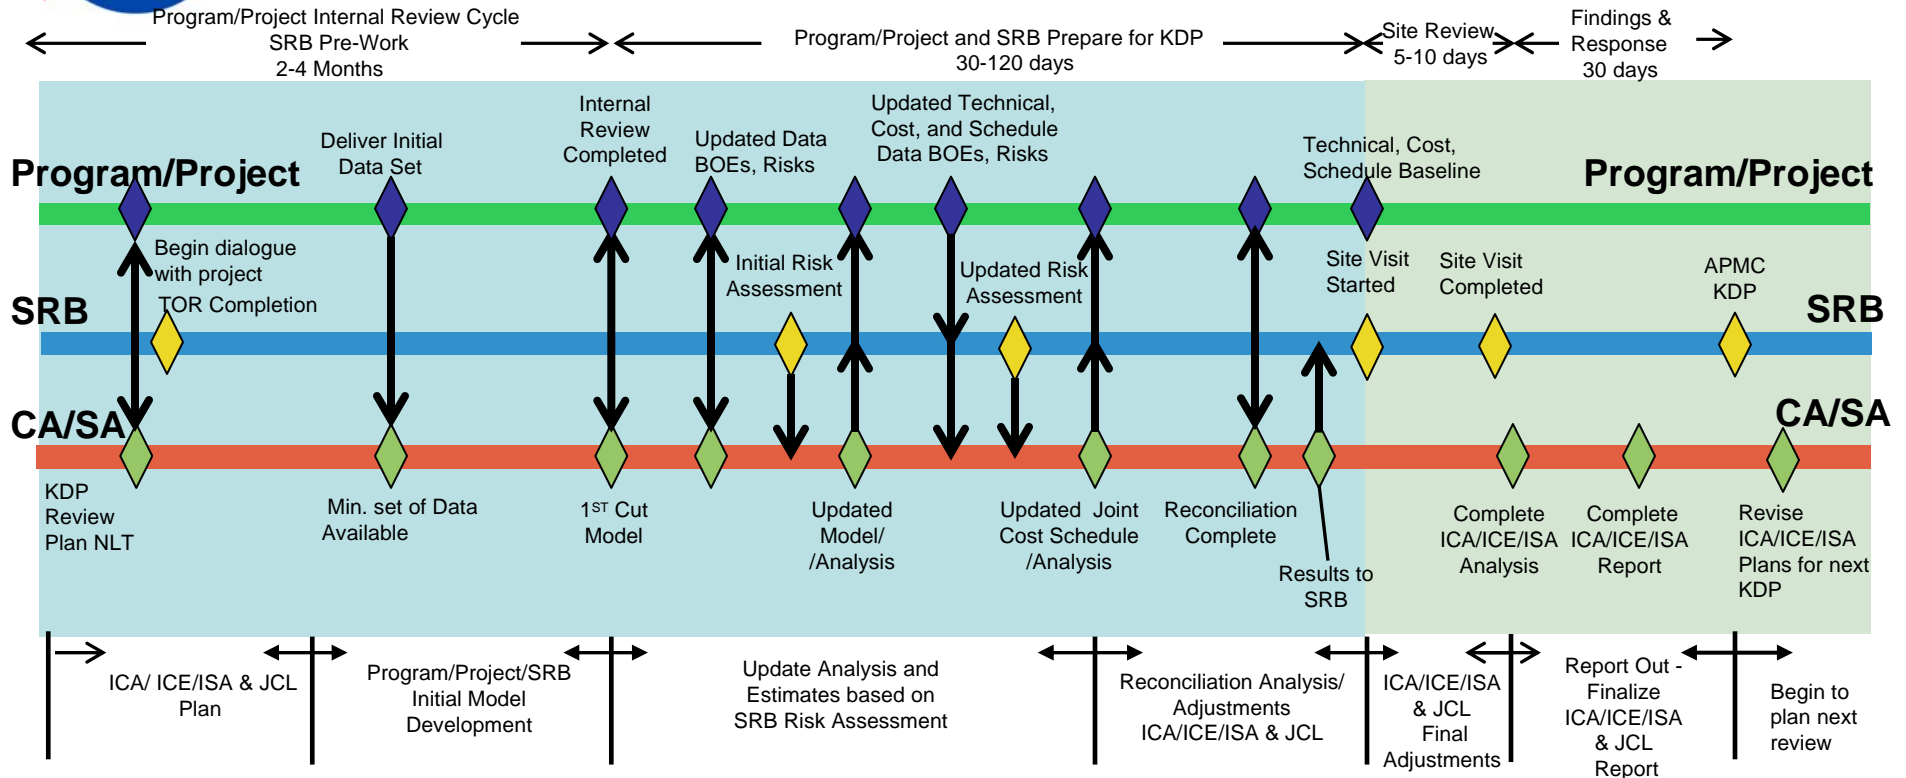 Program/Project Internal Review Cycle
SRB Pre-Work
2-4 Months
Program/Project and SRB Prepare for KDP
30-120 days
Site Review
5-10 days
Findings &
Response
30 days
Deliver Initial
Data Set
Internal
Review
Completed
Updated Data
BOEs, Risks
Updated Technical,
Cost, and Schedule
Data BOEs, Risks
Technical, Cost,
Schedule Baseline
Program/Project
Program/Project
Begin dialogue
with project
TOR Completion
Initial Risk
Assessment
Updated Risk
Assessment
Site Visit
Started
Site Visit
Completed
APMC
KDP
SRB
SRB
CA/SA
CA/SA
KDP
Review
Plan NLT
Min. set of Data
Available
1ST Cut
Model
Updated
Model/
/Analysis
Updated Joint
Cost Schedule
/Analysis
Reconciliation
Complete
Results to
SRB
Complete
ICA/ICE/ISA
Analysis
Complete
ICA/ICE/ISA
Report
Revise
ICA/ICE/ISA
Plans for next
KDP
ICA/ ICE/ISA & JCL
Plan
Program/Project/SRB
Initial Model
Development
Update Analysis and
Estimates based on
SRB Risk Assessment
Reconciliation Analysis/
Adjustments
ICA/ICE/ISA & JCL
ICA/ICE/ISA
& JCL
Final
Adjustments
Report Out -
Finalize
ICA/ICE/ISA
& JCL
Report
Begin to
plan next
review